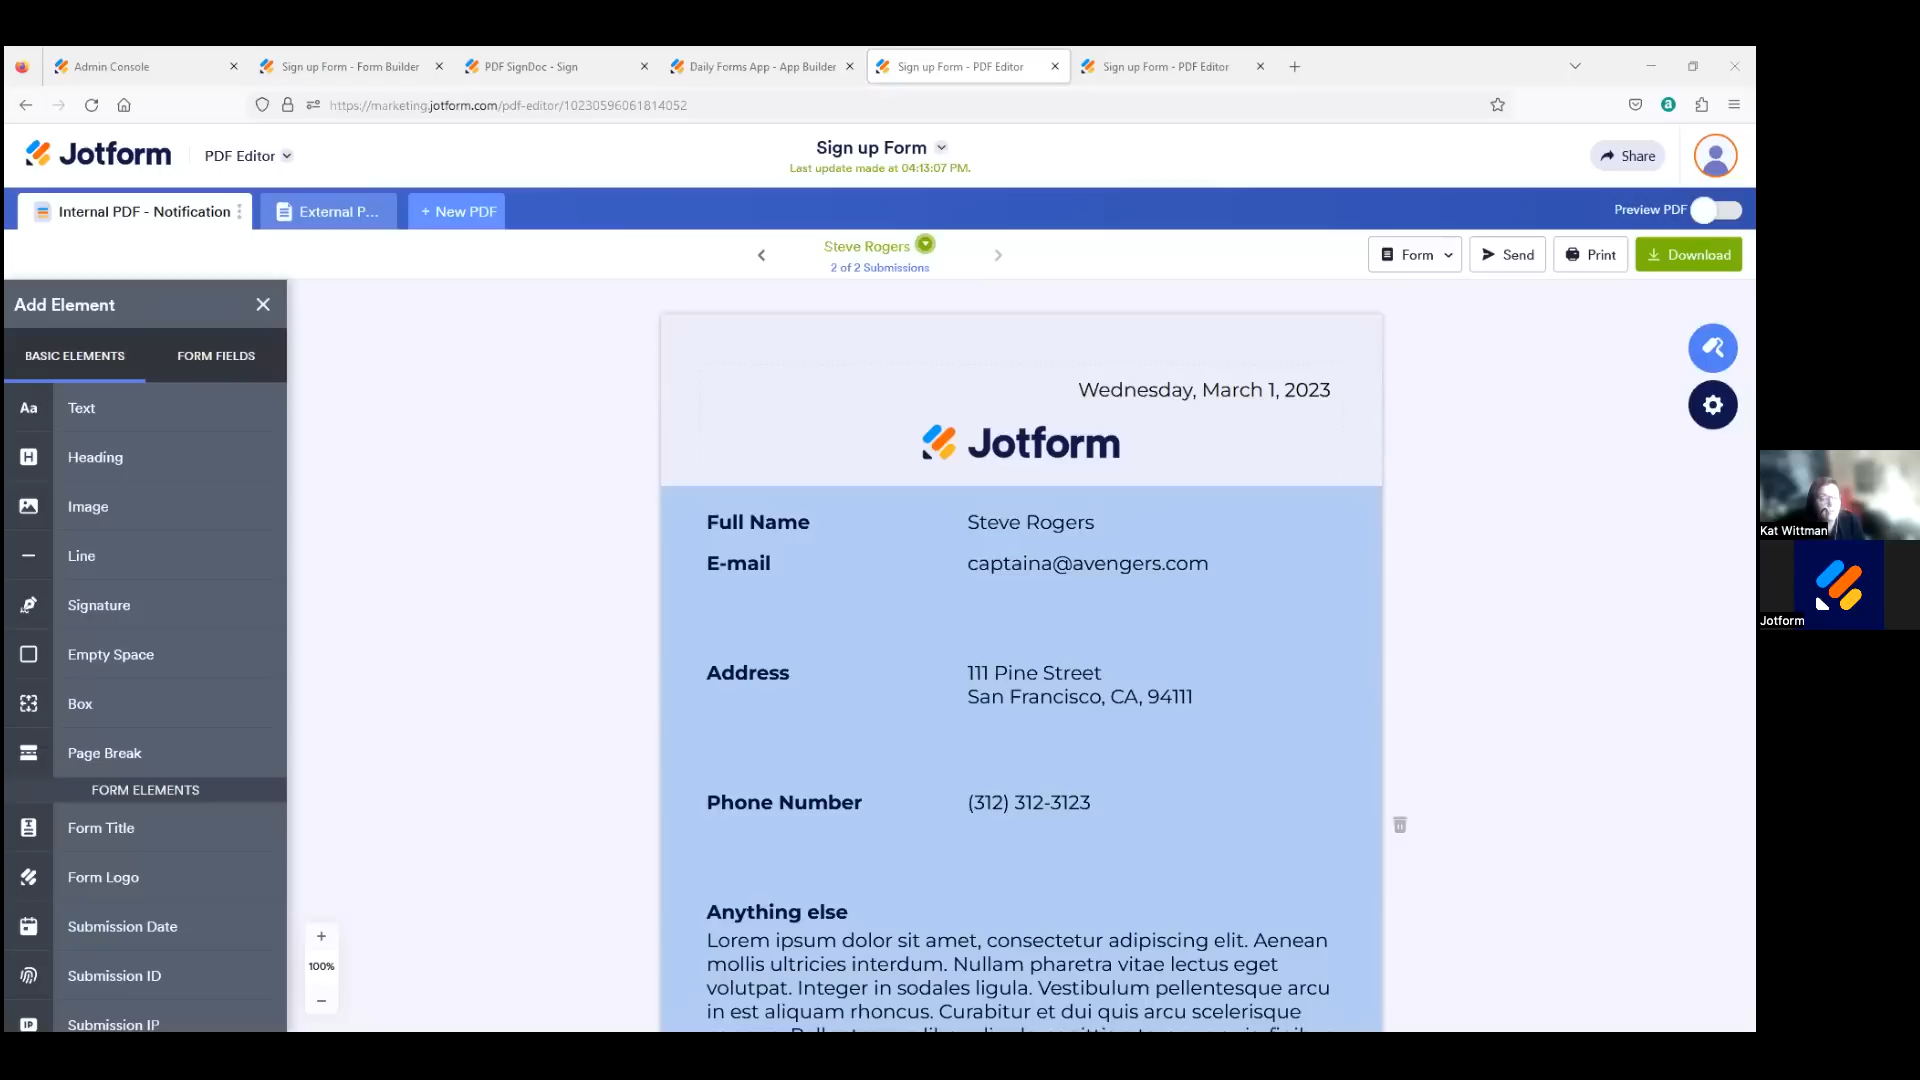 Admin Console
Sign up Form - Form Builder
PDF SignDoc - Sign
Daily Forms App - App Builder
Sign up Form - PDF Editor
Sign up Form - PDF Editor
https://marketing.jotform.com/pdf-editor/10230596061814052
Jotform
PDF Editor
Sign up Form
Last update made at 04:13:07 PM.
Share
Internal PDF - Notification
External P...
+ New PDF
Preview PDF
Steve Rogers
2 of 2 Submissions
Form
Send
Print
Download
Add Element
BASIC ELEMENTS
FORM FIELDS
Aa Text
H Heading
Image
Line
Signature
Empty Space
Box
Page Break
FORM ELEMENTS
Form Title
Form Logo
Submission Date
Submission ID
IP Submission IP
+
100%
−
Wednesday, March 1, 2023
Jotform
Full Name Steve Rogers
E-mail captaina@avengers.com
Address 111 Pine Street
San Francisco, CA, 94111
Phone Number (312) 312-3123
Anything else
Lorem ipsum dolor sit amet, consectetur adipiscing elit. Aenean
mollis ultricies interdum. Nullam pharetra vitae lectus eget
volutpat. Integer in sodales ligula. Vestibulum pellentesque arcu
in est aliquam rhoncus. Curabitur et dui quis arcu scelerisque
Kat Wittman
Jotform